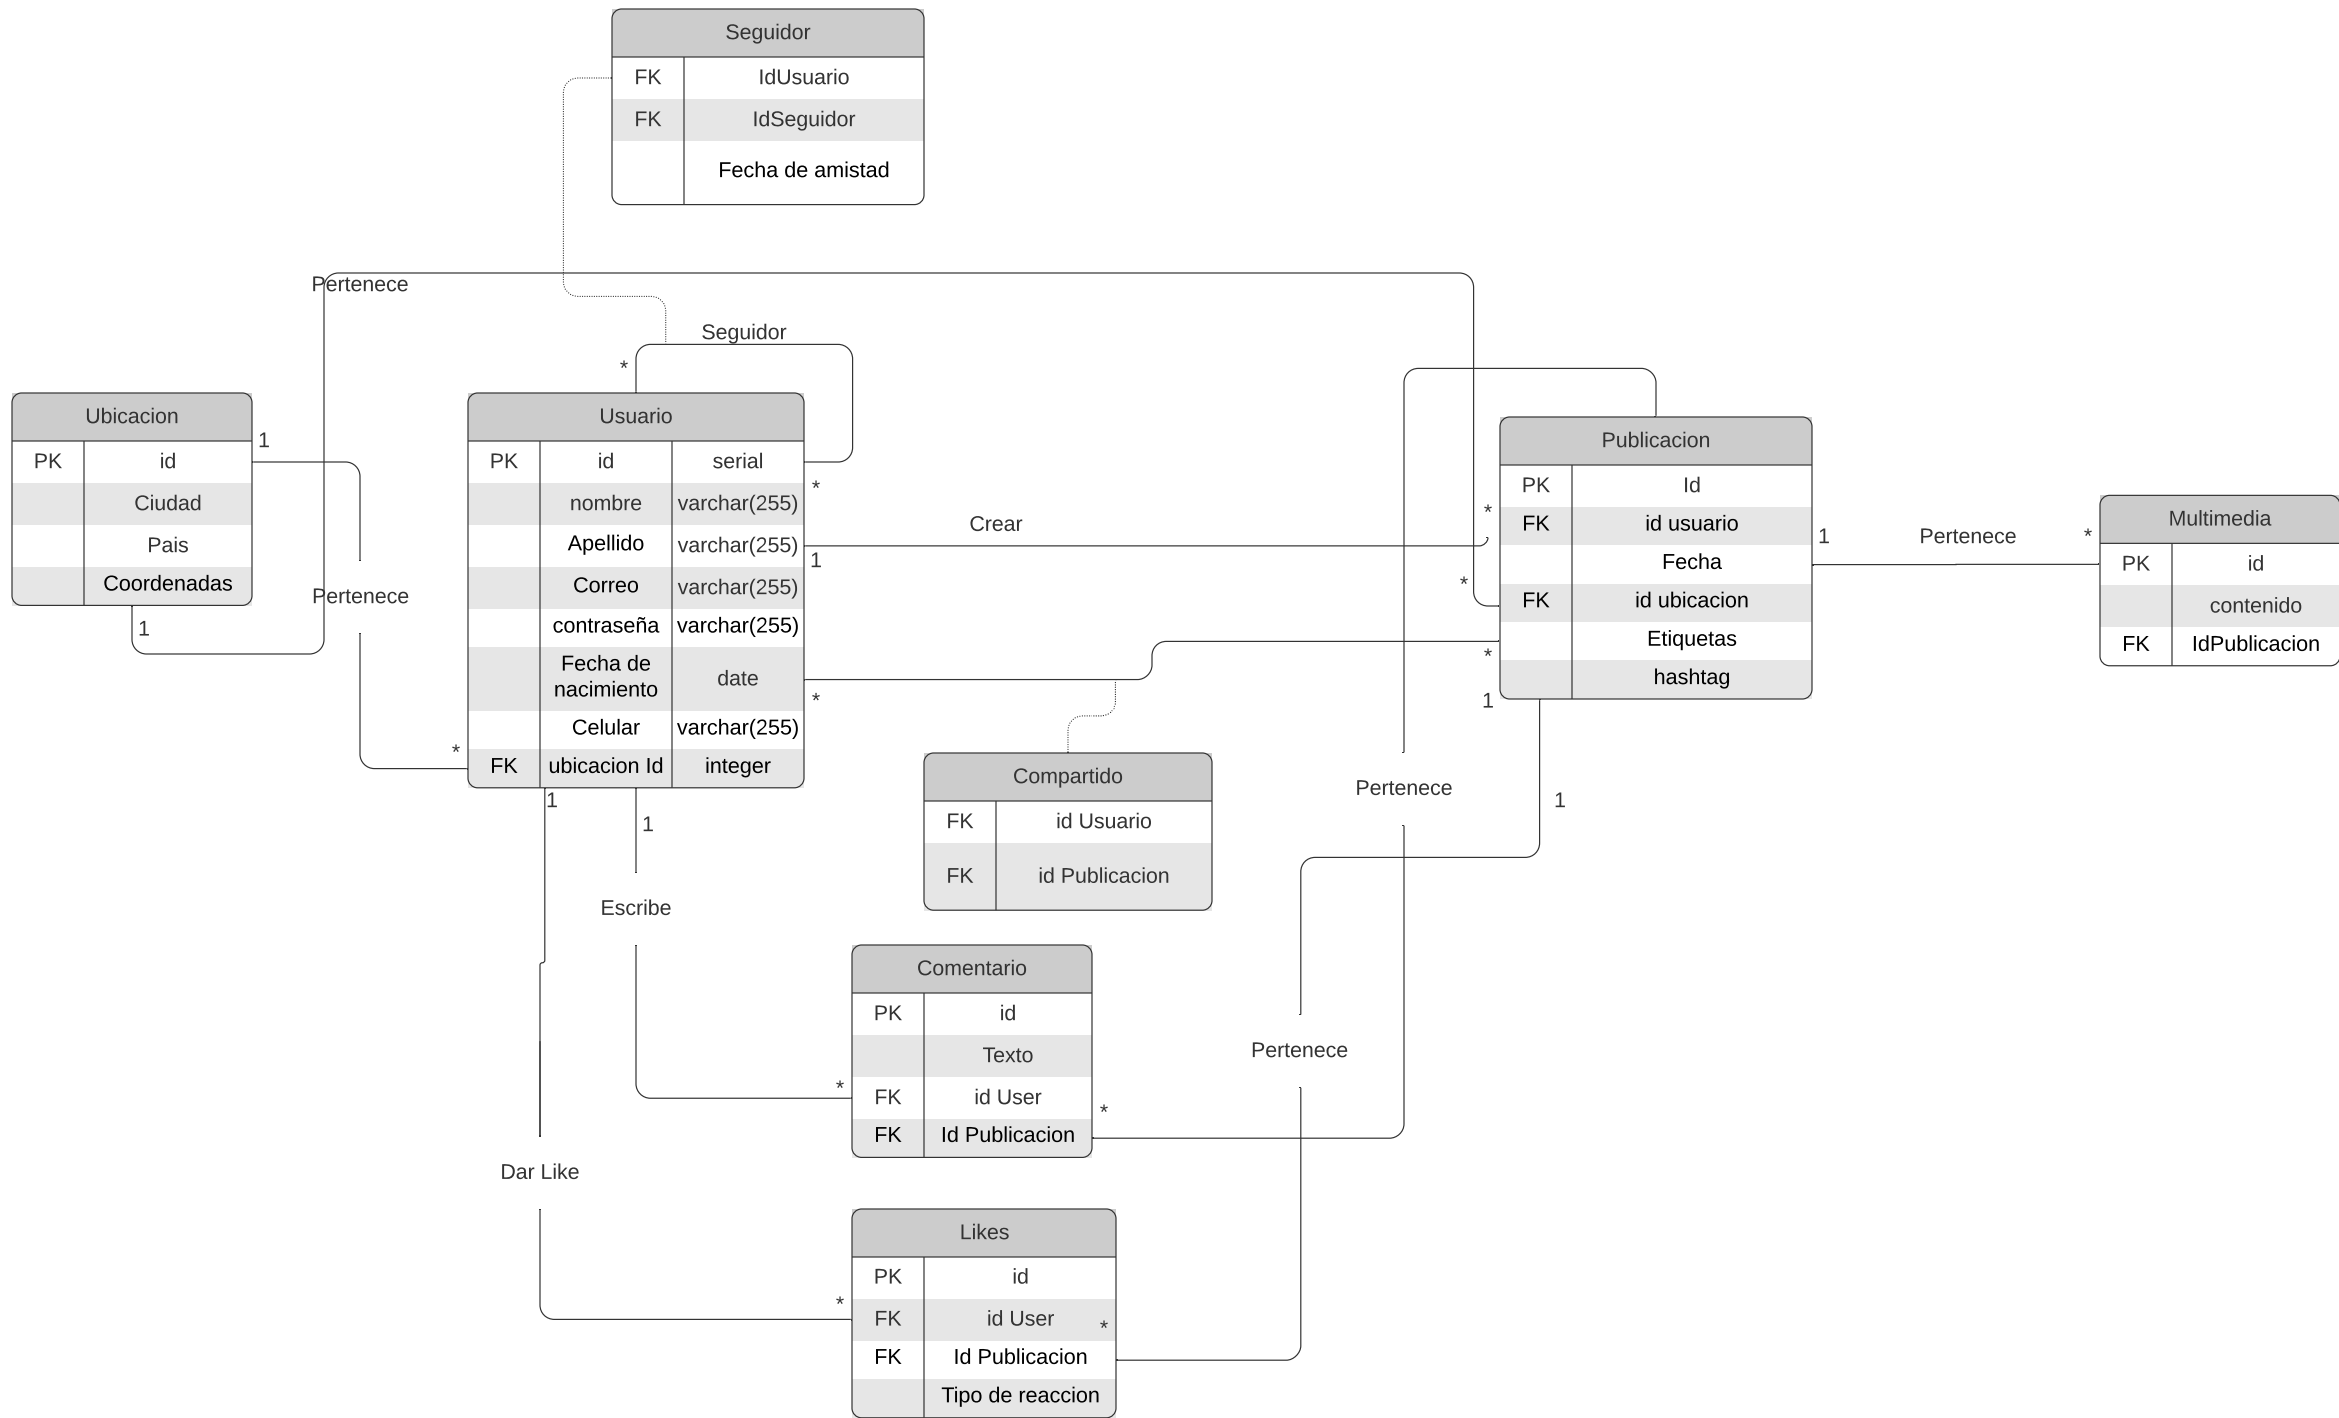 Seguidor
FK IdUsuario
FK IdSeguidor
Fecha de amistad
Pertenece
Seguidor
*
Ubicacion
PK id
Ciudad
Pais
Coordenadas
1
1
Pertenece
*
Usuario
PK id serial
nombre varchar(255)
Apellido varchar(255)
Correo varchar(255)
contraseña varchar(255)
Fecha de
nacimiento date
Celular varchar(255)
FK ubicacion Id integer
*
1
Crear
*
*
*
*
1
Publicacion
PK Id
FK id usuario
Fecha
FK id ubicacion
Etiquetas
hashtag
1
Pertenece
*
Multimedia
PK id
contenido
FK IdPublicacion
Compartido
FK id Usuario
FK id Publicacion
Pertenece
1
1
1
Escribe
Comentario
PK id
Texto
FK id User
FK Id Publicacion
*
*
Pertenece
Dar Like
Likes
PK id
FK id User
FK Id Publicacion
Tipo de reaccion
*
*